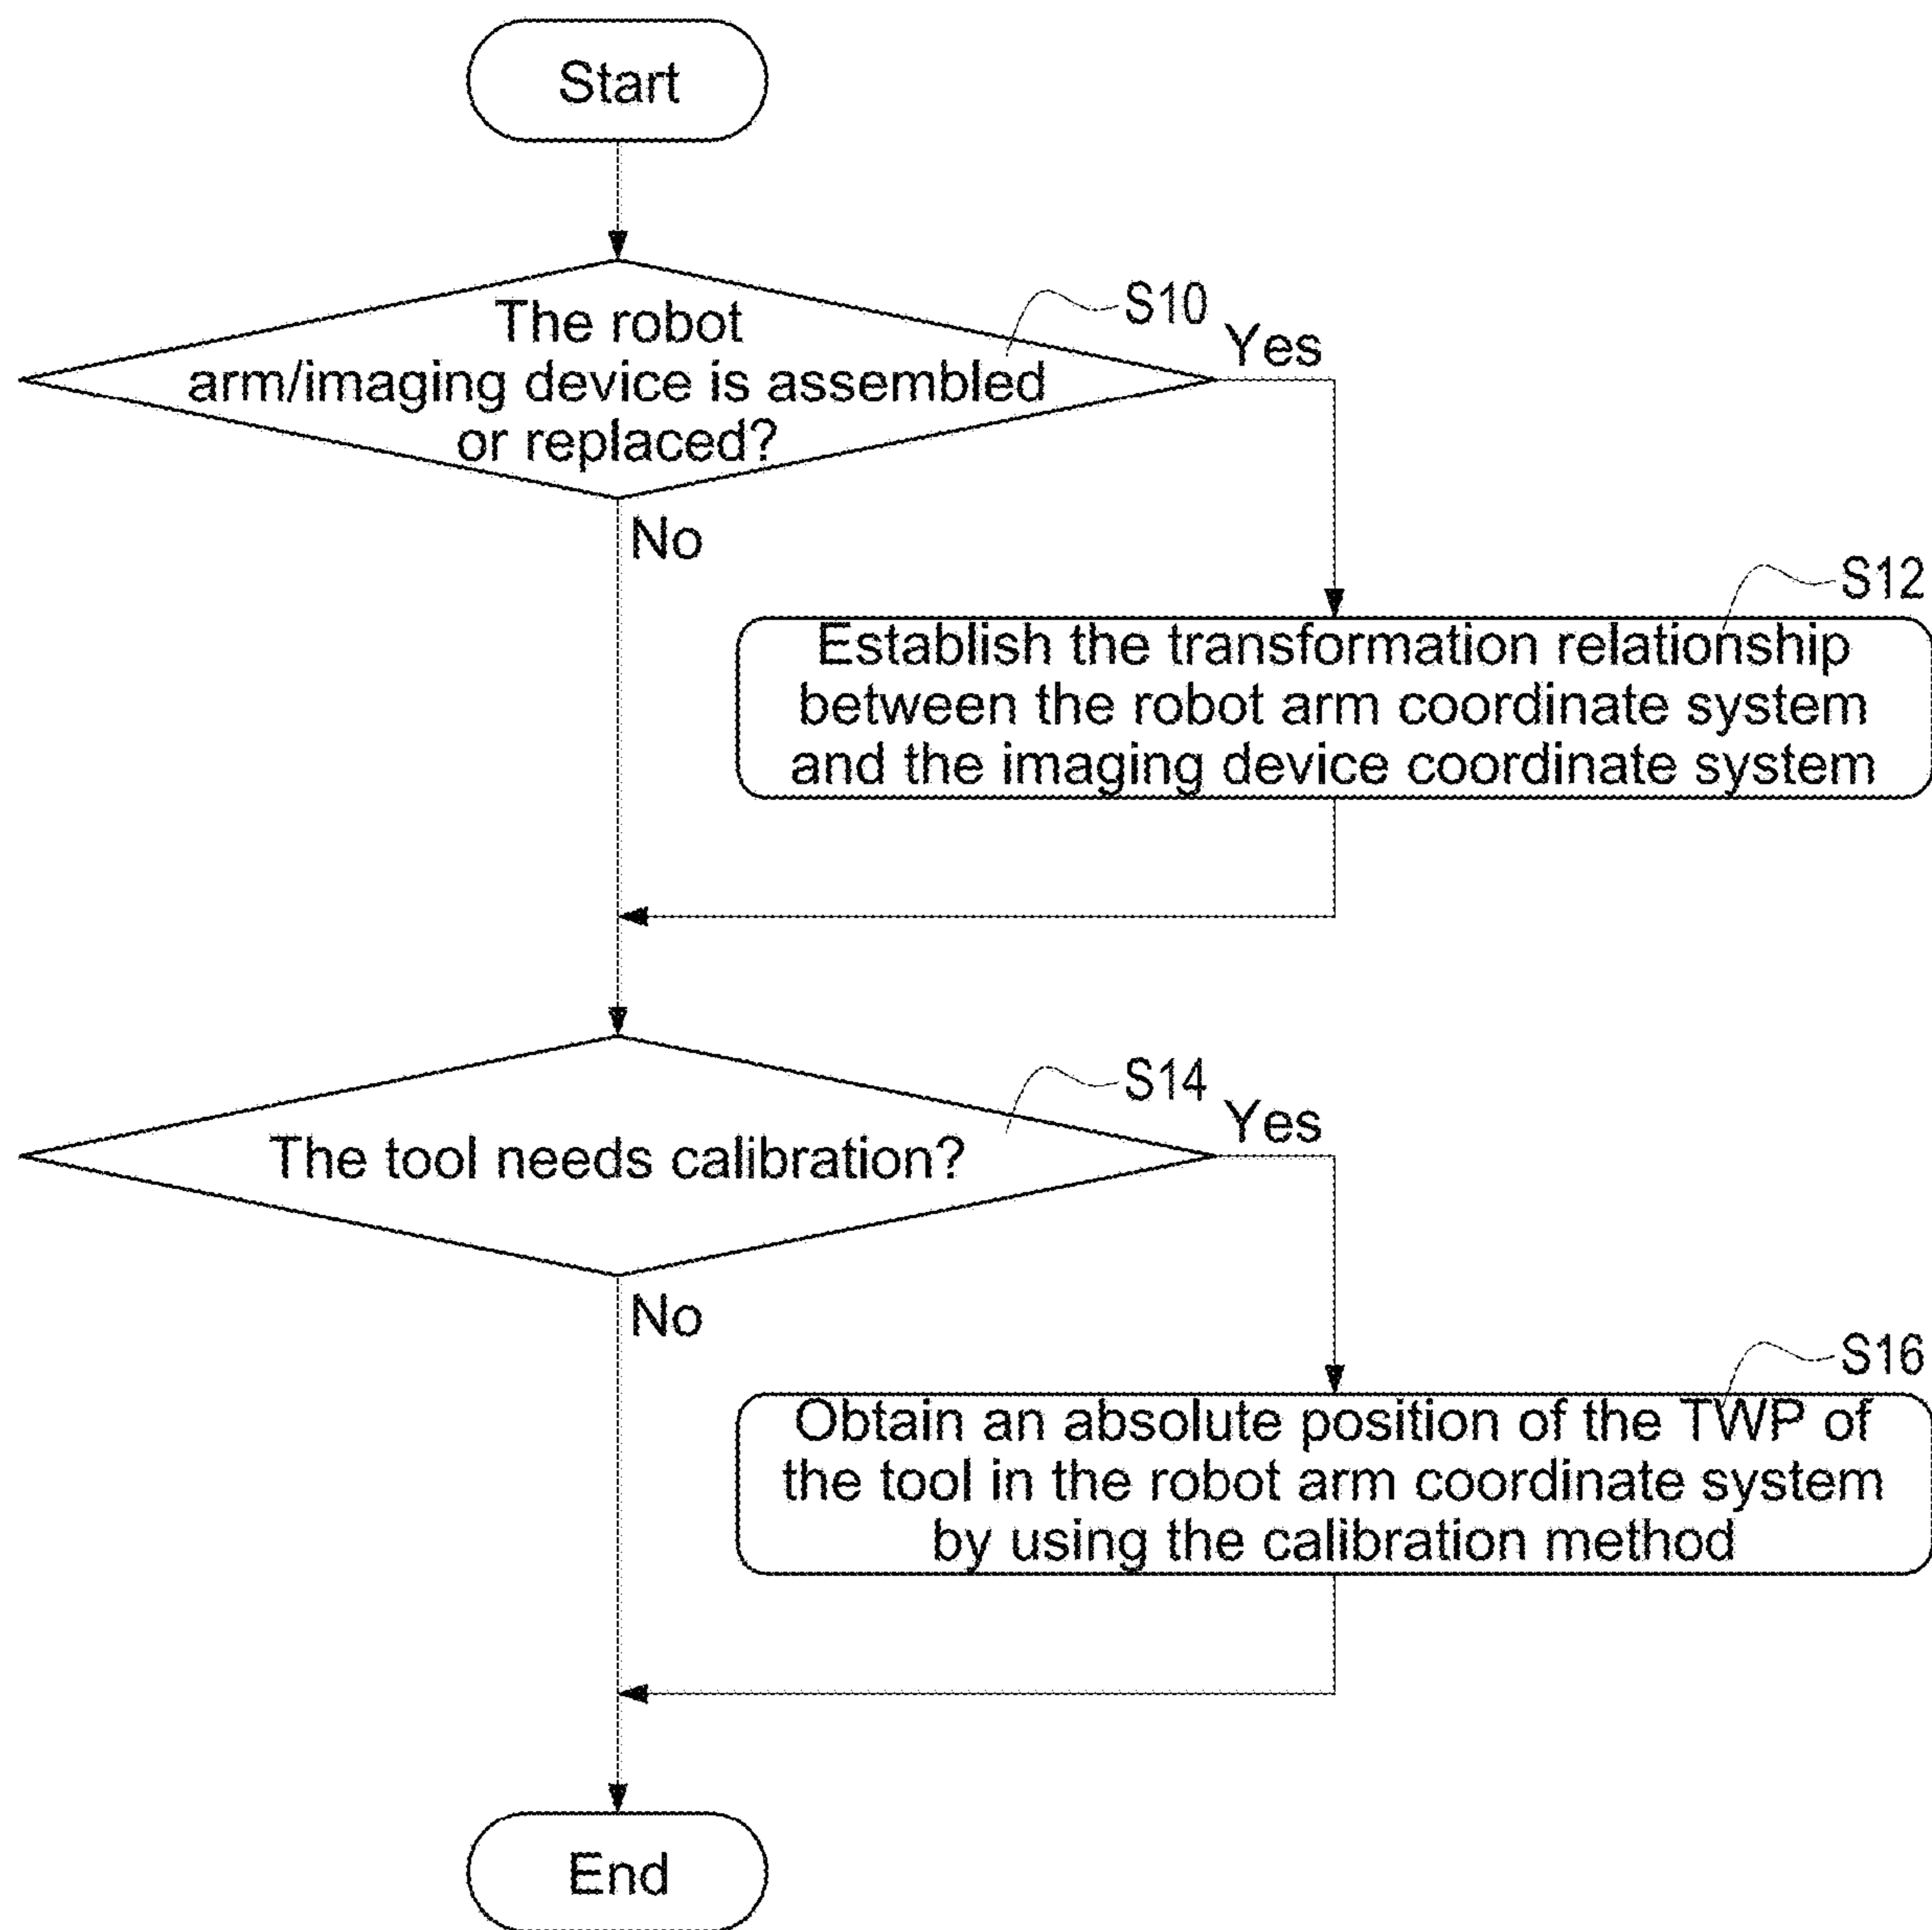 Start
S10
The robot
arm/imaging device is assembled
or replaced?
Yes
No
S12
Establish the transformation relationship
between the robot arm coordinate system
and the imaging device coordinate system
S14
The tool needs calibration?
Yes
No
S16
Obtain an absolute position of the TWP of
the tool in the robot arm coordinate system
by using the calibration method
End